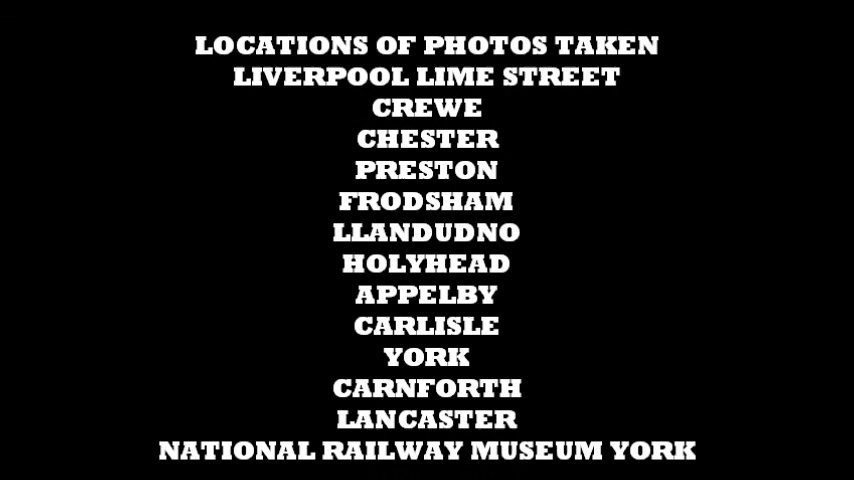 LOCATIONS OF PHOTOS TAKEN
LIVERPOOL LIME STREET
CREWE
CHESTER
PRESTON
FRODSHAM
LLANDUDNO
HOLYHEAD
APPELBY
CARLISLE
YORK
CARNFORTH
LANCASTER
NATIONAL RAILWAY MUSEUM YORK